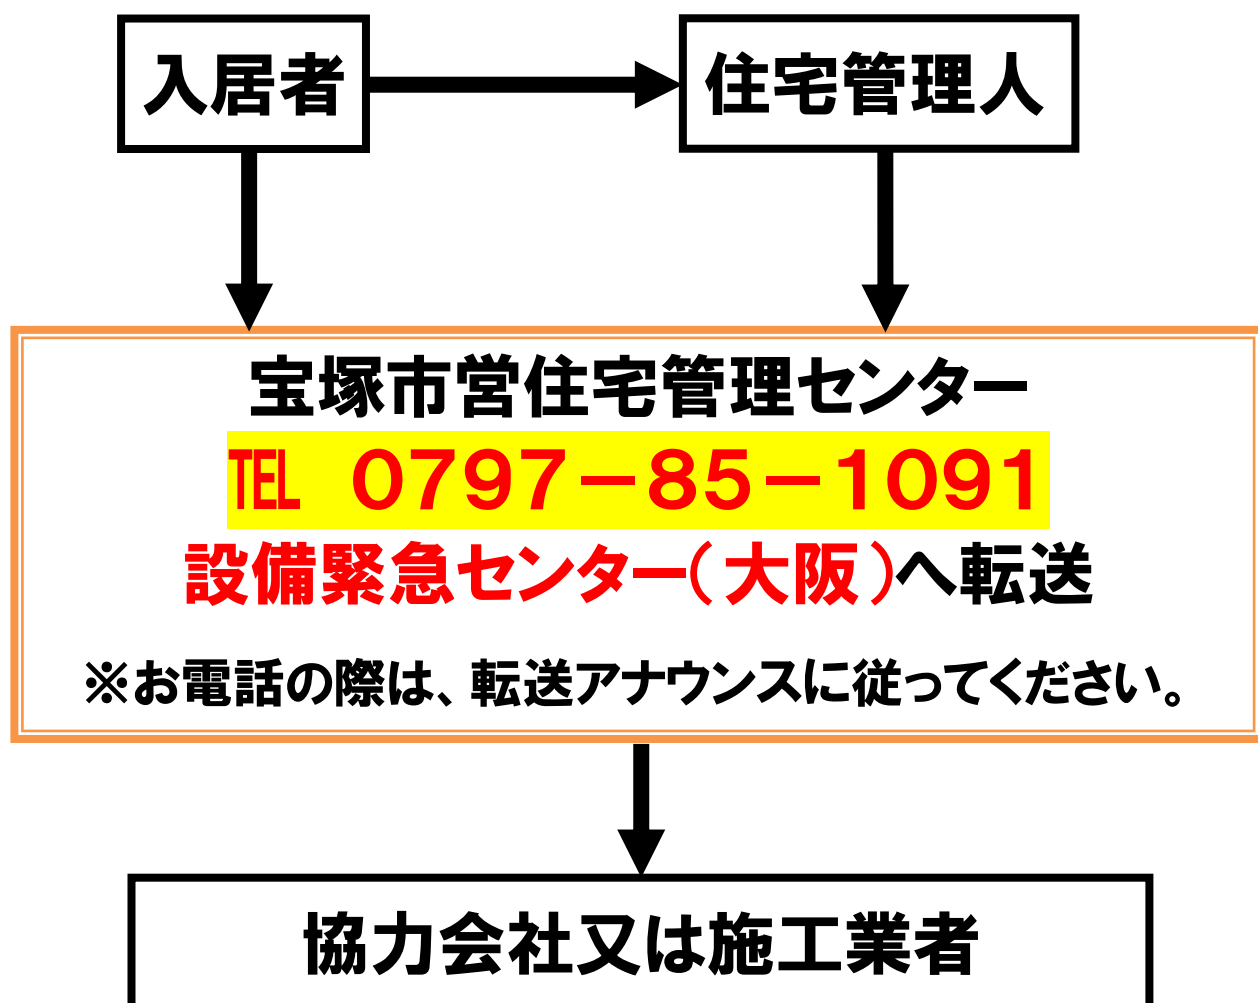 入居者
住宅管理人
宝塚市営住宅管理センター
℡　０７９７－８５－１０９１
設備緊急センター（大阪）へ転送
※お電話の際は、転送アナウンスに従ってください。
協力会社又は施工業者